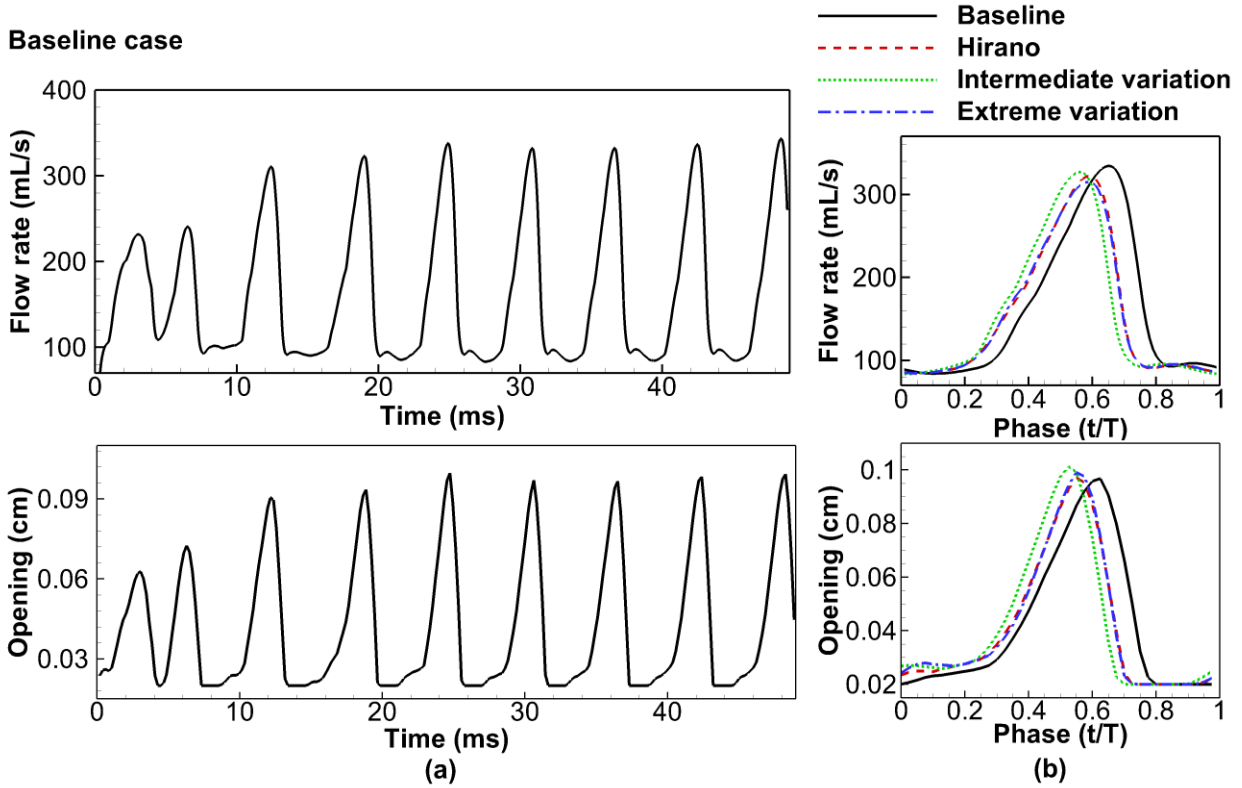 Baseline case
Baseline
Hirano
Intermediate variation
Extreme variation
Flow rate (mL/s)
400
300
200
100
0 10 20 30 40
Time (ms)
Flow rate (mL/s)
300
200
100
0 0.2 0.4 0.6 0.8 1
Phase (t/T)
Opening (cm)
0.09
0.06
0.03
0 10 20 30 40
Time (ms)
(a)
Opening (cm)
0.1
0.08
0.06
0.04
0.02
0 0.2 0.4 0.6 0.8 1
Phase (t/T)
(b)